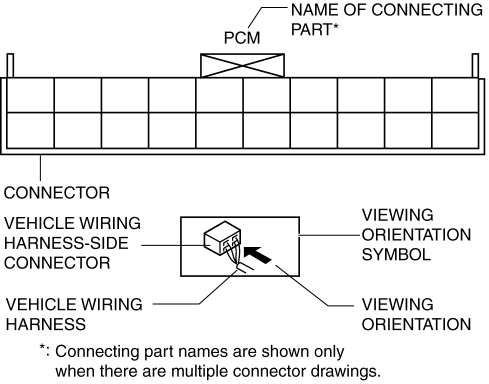 NAME OF CONNECTING
PART*
PCM
CONNECTOR
VEHICLE WIRING
HARNESS-SIDE
CONNECTOR
VIEWING
ORIENTATION
SYMBOL
VEHICLE WIRING
HARNESS
VIEWING
ORIENTATION
*: Connecting part names are shown only
when there are multiple connector drawings.